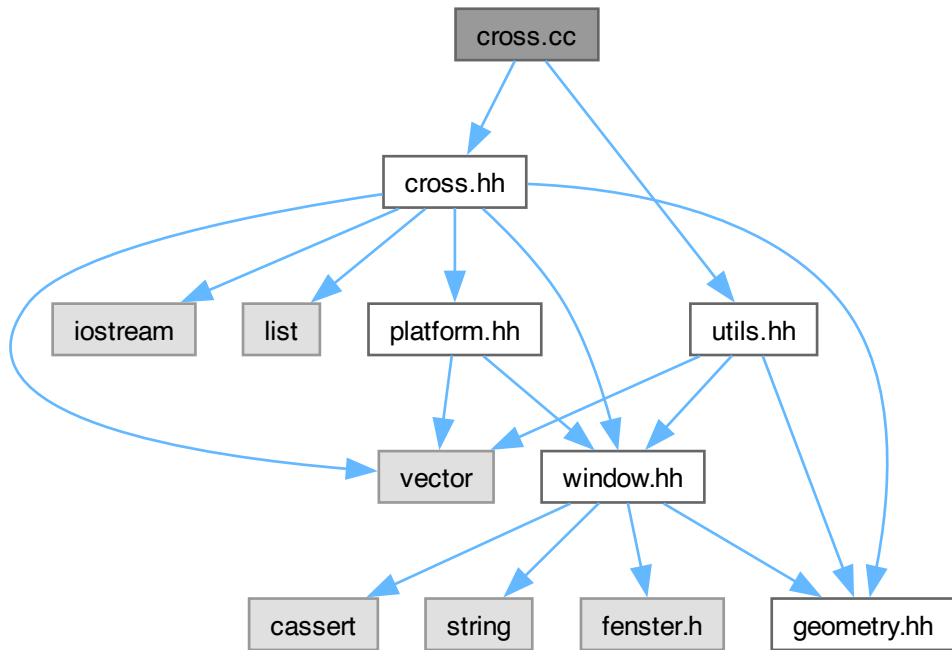 cross.cc
cross.hh
iostream
list
platform.hh
utils.hh
vector
window.hh
cassert
string
fenster.h
geometry.hh